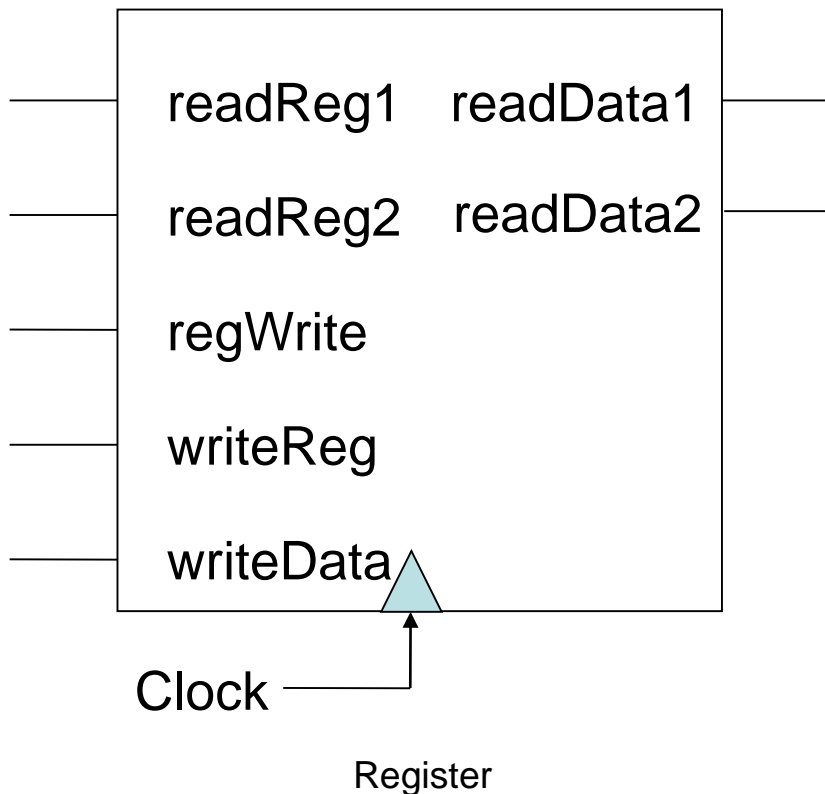 readReg1 readData1
readReg2 readData2
regWrite
writeReg
writeData
Clock
Register